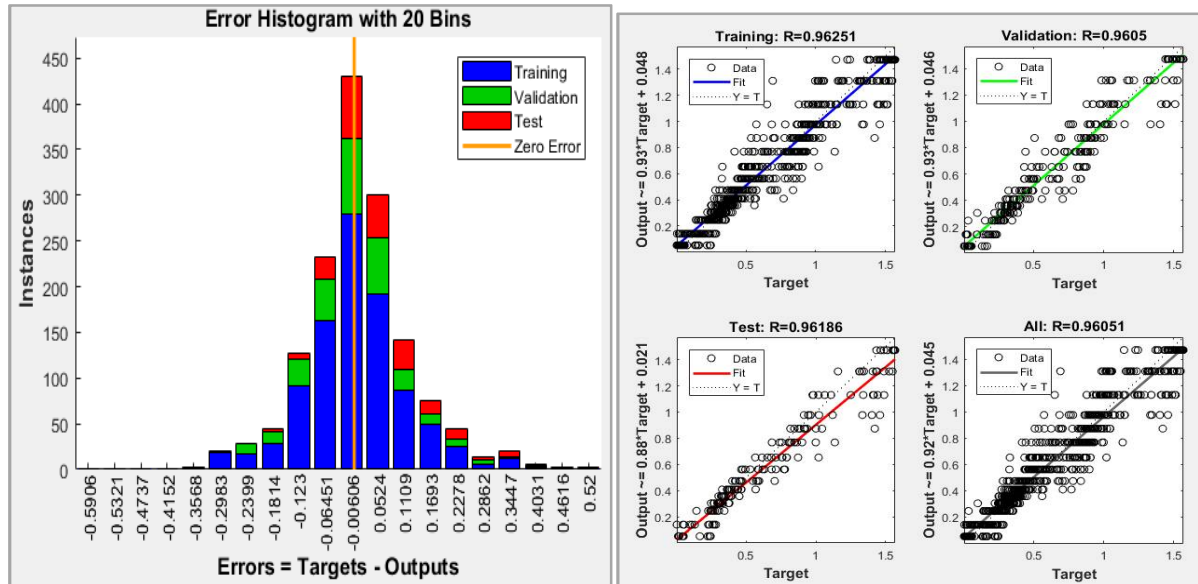 Error Histogram with 20 Bins
Instances
450
400
350
300
250
200
150
100
50
0
Training
Validation
Test
Zero Error
-0.5906
-0.5321
-0.4737
-0.4152
-0.3568
-0.2983
-0.2399
-0.1814
-0.1123
-0.06451
-0.00606
0.0524
0.1109
0.1693
0.2278
0.2862
0.3447
0.4031
0.4616
0.52
Errors = Targets - Outputs
Training: R=0.96251
Output ~= 0.93*Target + 0.048
1.4
1.2
1
0.8
0.6
0.4
0.2
Data
Fit
Y = T
0.5
1
1.5
Target
Validation: R=0.9605
Output ~= 0.93*Target + 0.046
1.4
1.2
1
0.8
0.6
0.4
0.2
Data
Fit
Y = T
0.5
1
1.5
Target
Test: R=0.96186
Output ~= 0.88*Target + 0.021
1.4
1.2
1
0.8
0.6
0.4
0.2
Data
Fit
Y = T
0.5
1
1.5
Target
All: R=0.96051
Output ~= 0.92*Target + 0.045
1.4
1.2
1
0.8
0.6
0.4
0.2
Data
Fit
Y = T
0.5
1
1.5
Target